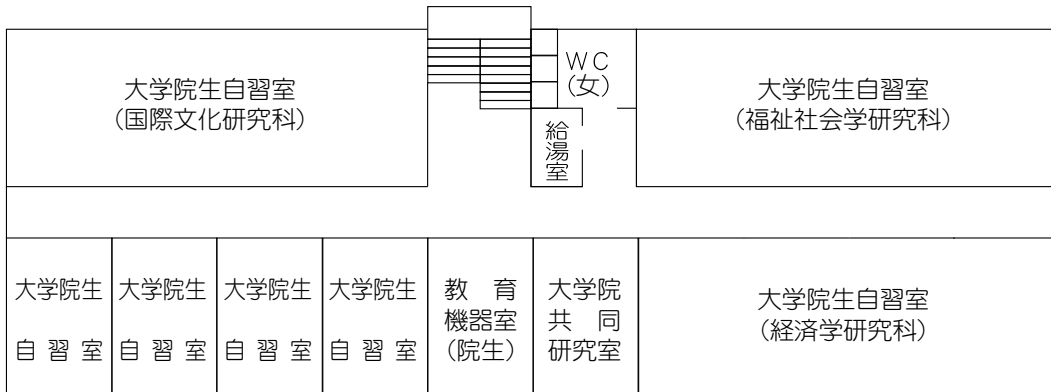 大学院生自習室
(国際文化研究科)
WC
(女)
給湯室
大学院生自習室
(福祉社会学研究科)
大学院生
自習室
大学院生
自習室
大学院生
自習室
大学院生
自習室
教育
機器室
(院生)
大学院
共同
研究室
大学院生自習室
(経済学研究科)